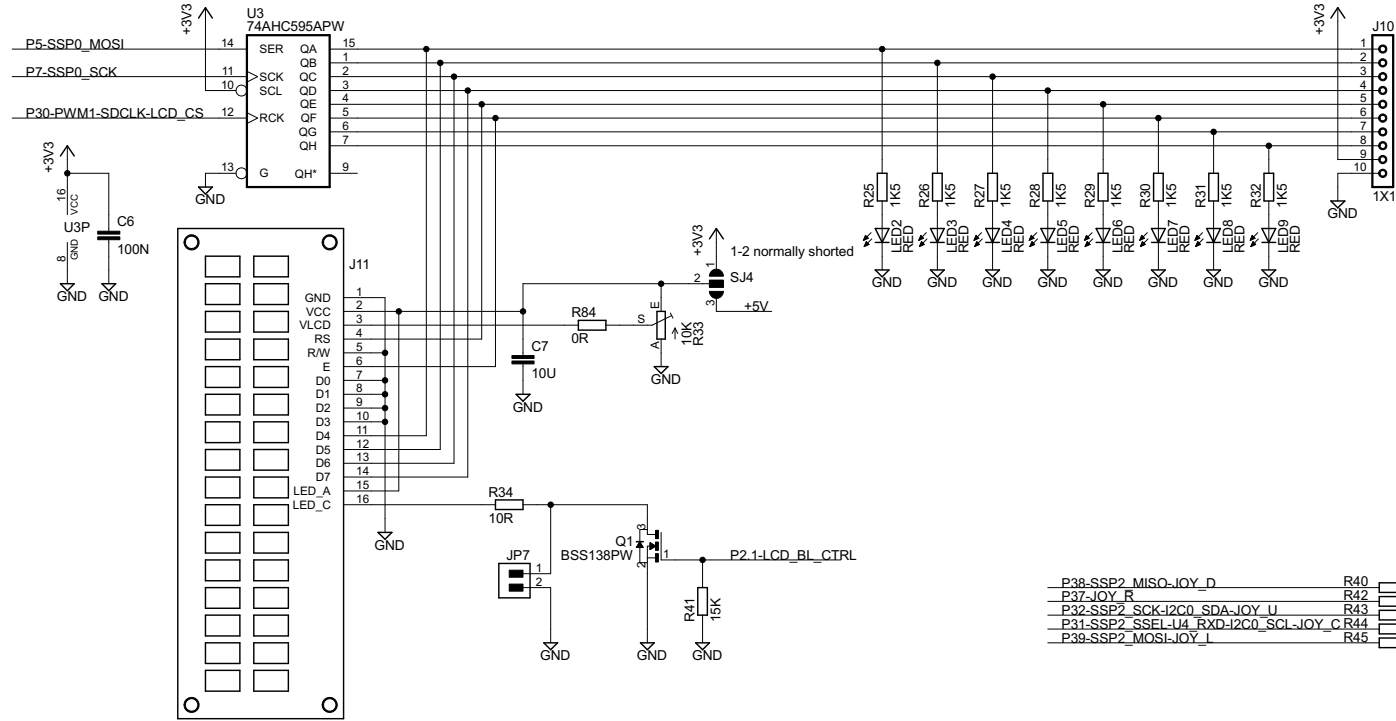 U3
74AHC595APW
+3V3
P5-SSP0_MOSI 14 SER QA 15
QB 1
P7-SSP0_SCK 11 SCK QC 2
10 SCL QD 3
QE 4
P30-PWM1-SDCLK-LCD_CS 12 RCK QF 5
QG 6
QH 7
13 G QH* 9
GND
+3V3
16 VCC
U3P
8 GND
C6
100N
GND GND
+3V3
J10
1
2
3
4
5
6
7
8
9
10
1X1
GND
R25 1K5
R26 1K5
R27 1K5
R28 1K5
R29 1K5
R30 1K5
R31 1K5
R32 1K5
LED2 RED
LED3 RED
LED4 RED
LED5 RED
LED6 RED
LED7 RED
LED8 RED
LED9 RED
GND GND GND GND GND GND GND GND
J11
GND 1
VCC 2
VLCD 3
RS 4
R/W 5
E 6
D0 7
D1 8
D2 9
D3 10
D4 11
D5 12
D6 13
D7 14
LED_A 15
LED_C 16
GND
+3V3
1-2 normally shorted
1
2 SJ4
3
+5V
R84
0R
S E A
10K
R33
GND
C7
10U
GND
R34
10R
JP7
1
2
GND
Q1
BSS138PW
3
1
2
GND
P2.1-LCD_BL_CTRL
R41
15K
GND
P38-SSP2_MISO-JOY_D R40
P37-JOY_R R42
P32-SSP2_SCK-I2C0_SDA-JOY_U R43
P31-SSP2_SSEL-U4_RXD-I2C0_SCL-JOY_C R44
P39-SSP2_MOSI-JOY_L R45